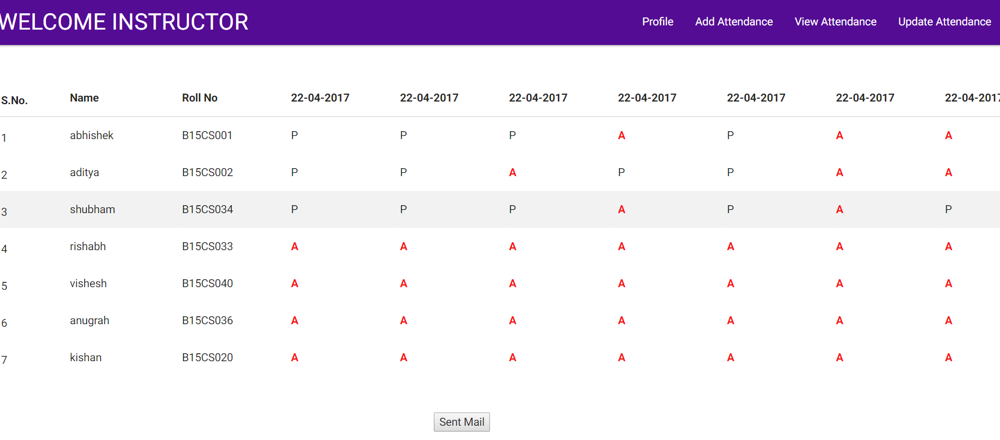 WELCOME INSTRUCTOR Profile Add Attendance View Attendance Update Attendance
S.No. Name Roll No 22-04-2017 22-04-2017 22-04-2017 22-04-2017 22-04-2017 22-04-2017 22-04-2017
1 abhishek B15CS001 P P P A P A A
2 aditya B15CS002 P P A P P A A
3 shubham B15CS034 P P P A P A P
4 rishabh B15CS033 A A A A A A A
5 vishesh B15CS040 A A A A A A A
6 anugrah B15CS036 A A A A A A A
7 kishan B15CS020 A A A A A A A
Sent Mail